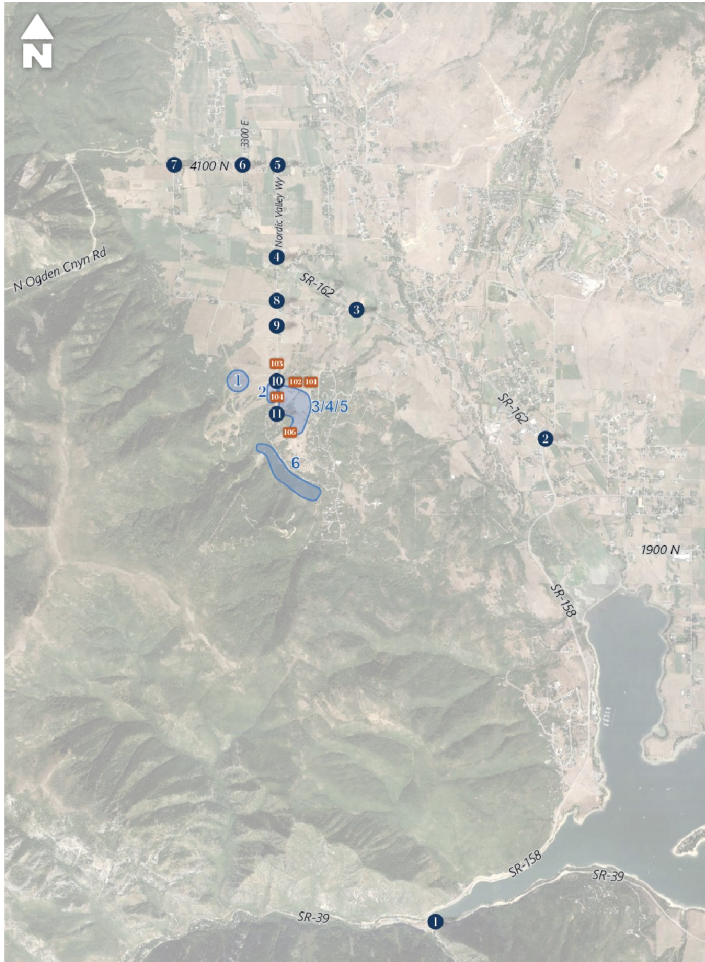 N
3300 E
7
4100 N
6
5
Nordic Valley Wy
4
N Ogden Cnyn Rd
SR-162
3
8
9
103
1
10
102
101
2
104
3/4/5
11
106
SR-162
2
6
1900 N
SR-158
SR-158
SR-39
SR-39
1